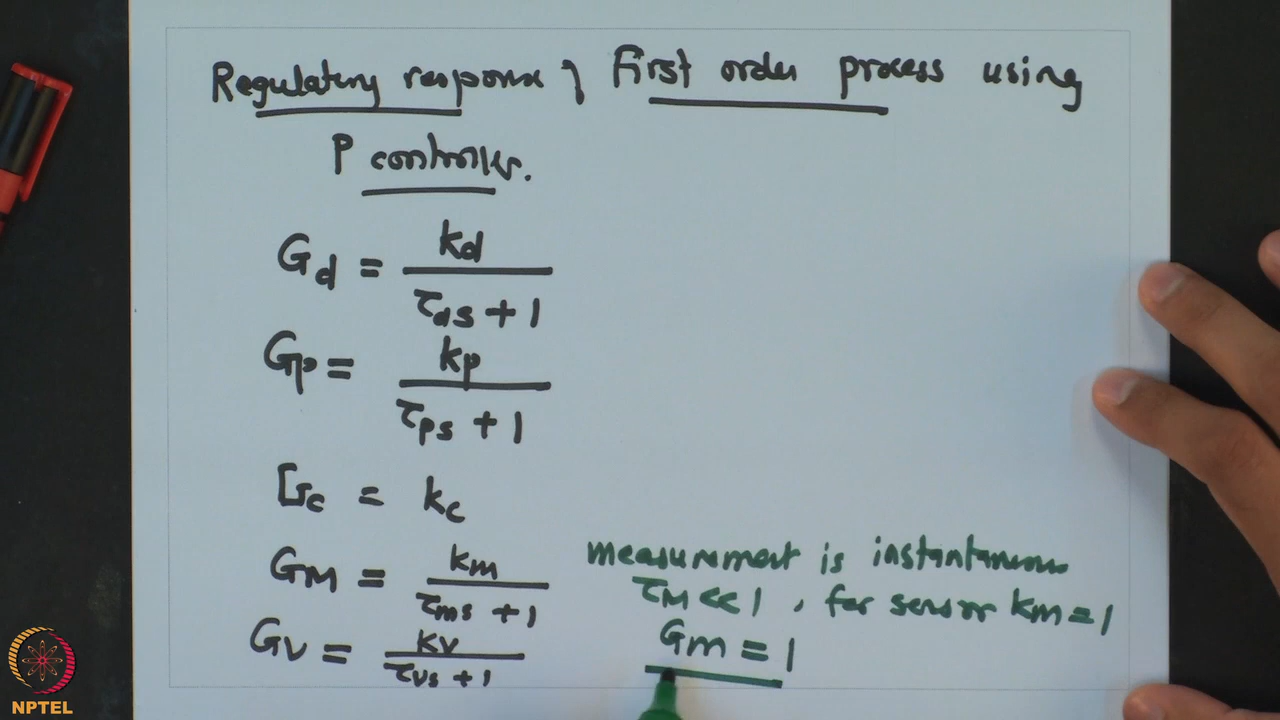 Regulatory response of First order process using
P controller.
Gd = kd / τds + 1
Gp = kp / τps + 1
Gc = kc
GM = km / τms + 1
measurement is instantaneous
τM << 1, for sensor km = 1
Gm = 1
Gv = kv / τvs + 1
NPTEL